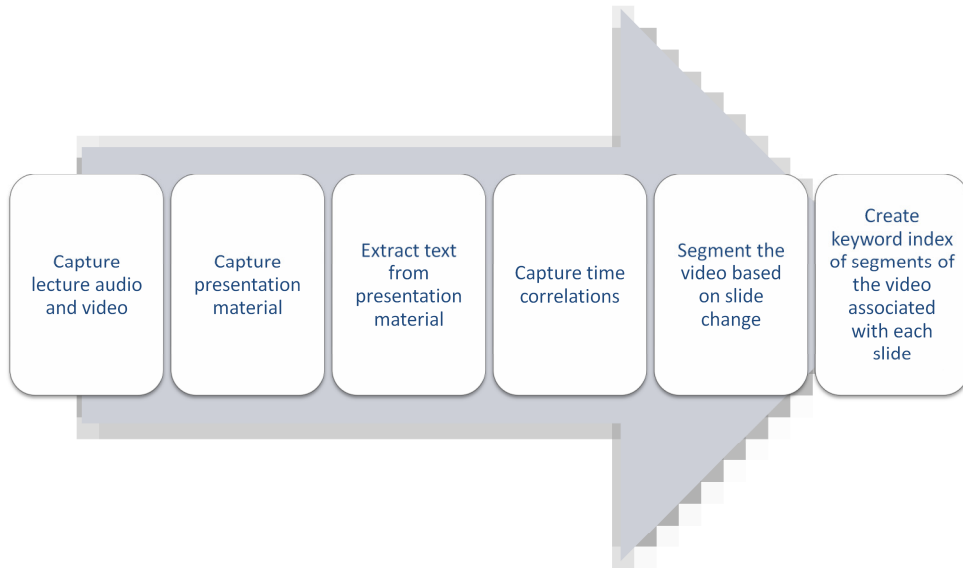 Capture
lecture audio
and video
Capture
presentation
material
Extract text
from
presentation
material
Capture time
correlations
Segment the
video based
on slide
change
Create
keyword index
of segments of
the video
associated
with each
slide